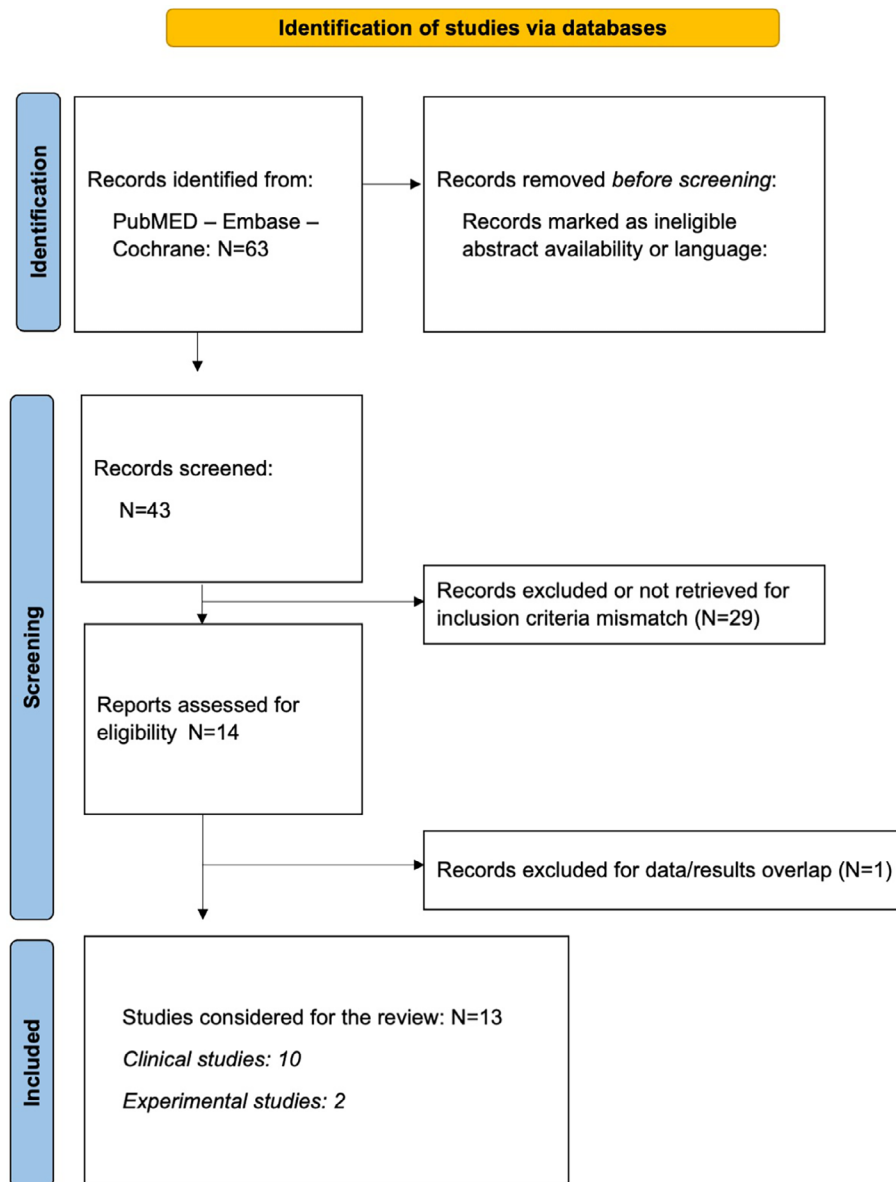 Identification of studies via databases
Identification
Records identified from:
PubMED – Embase –
Cochrane: N=63
Records removed before screening:
Records marked as ineligible
abstract availability or language:
Screening
Records screened:
N=43
Records excluded or not retrieved for
inclusion criteria mismatch (N=29)
Reports assessed for
eligibility N=14
Records excluded for data/results overlap (N=1)
Included
Studies considered for the review: N=13
Clinical studies: 10
Experimental studies: 2